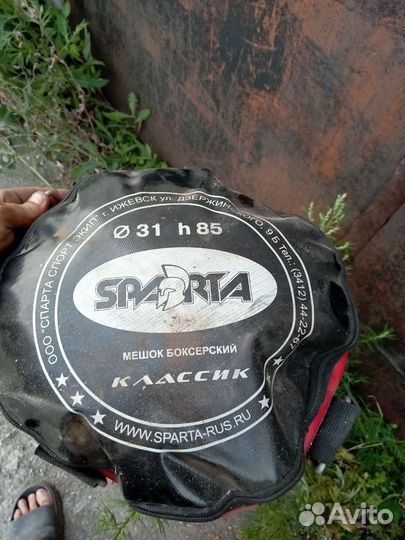 ООО "СПАРТА СПОРТ ЭКИП" г. ИЖЕВСК ул. ДЗЕРЖИНСКОГО, 9 Б Тел.: (3412) 44-22-67
Ø 31 h 85
SPARTA
МЕШОК БОКСЕРСКИЙ
КЛАССИК
WWW.SPARTA-RUS.RU
Avito